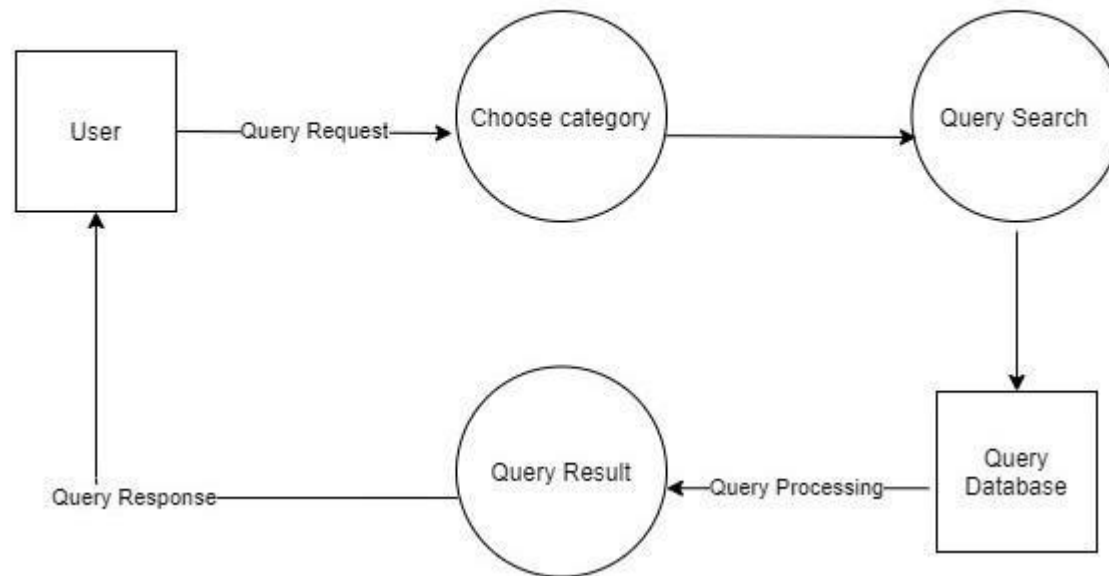 User
Query Request
Choose category
Query Search
Query
Database
Query Processing
Query Result
Query Response